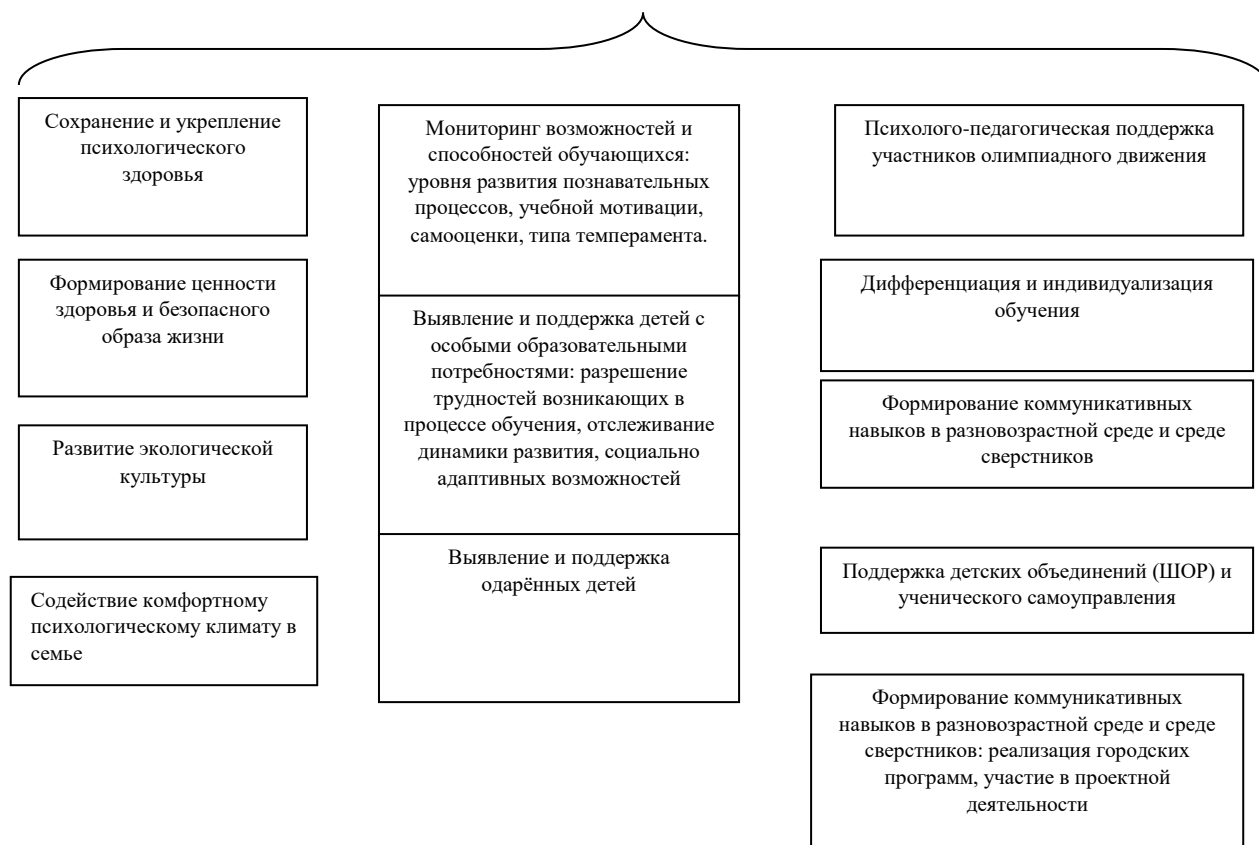 Сохранение и укрепление
психологического
здоровья
Формирование ценности
здоровья и безопасного
образа жизни
Развитие экологической
культуры
Содействие комфортному
психологическому климату в
семье
Мониторинг возможностей и
способностей обучающихся:
уровня развития познавательных
процессов, учебной мотивации,
самооценки, типа темперамента.
Выявление и поддержка детей с
особыми образовательными
потребностями: разрешение
трудностей возникающих в
процессе обучения, отслеживание
динамики развития, социально
адаптивных возможностей
Выявление и поддержка
одарённых детей
Психолого-педагогическая поддержка
участников олимпиадного движения
Дифференциация и индивидуализация
обучения
Формирование коммуникативных
навыков в разновозрастной среде и среде
сверстников
Поддержка детских объединений (ШОР) и
ученического самоуправления
Формирование коммуникативных
навыков в разновозрастной среде и среде
сверстников: реализация городских
программ, участие в проектной
деятельности